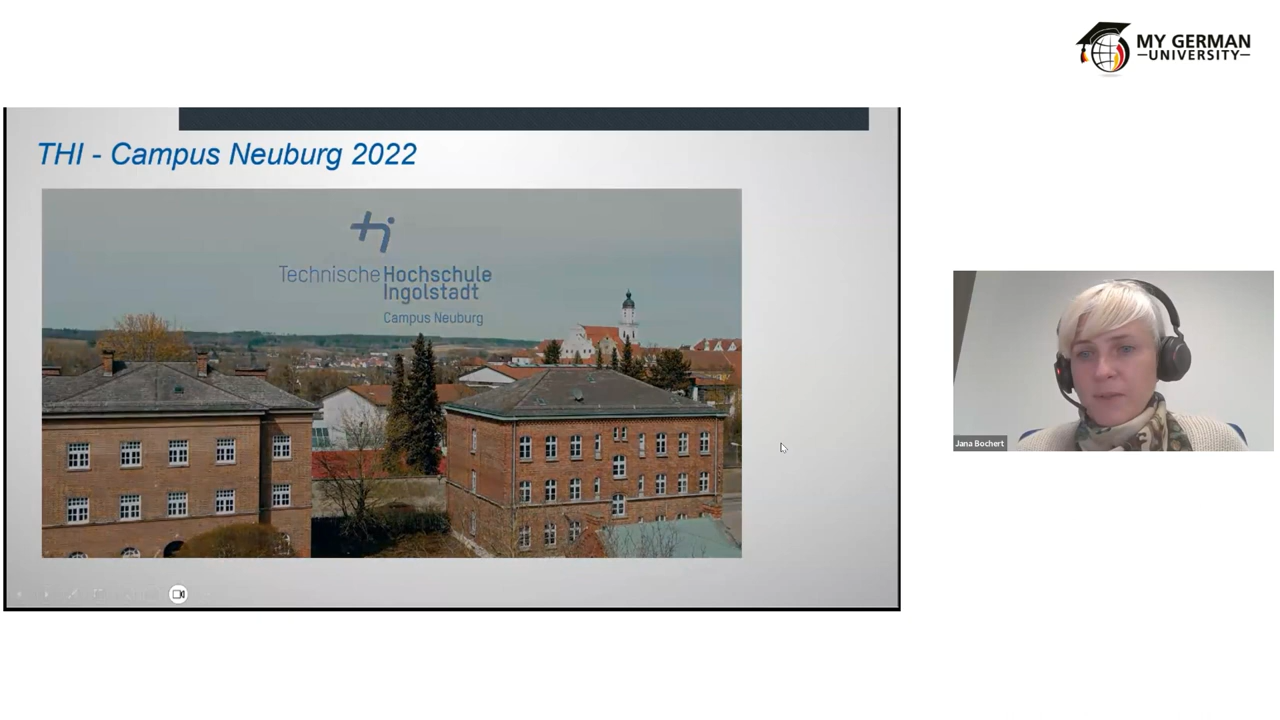 MY GERMAN
UNIVERSITY
THI - Campus Neuburg 2022
Technische Hochschule
Ingolstadt
Campus Neuburg
Jana Bochert